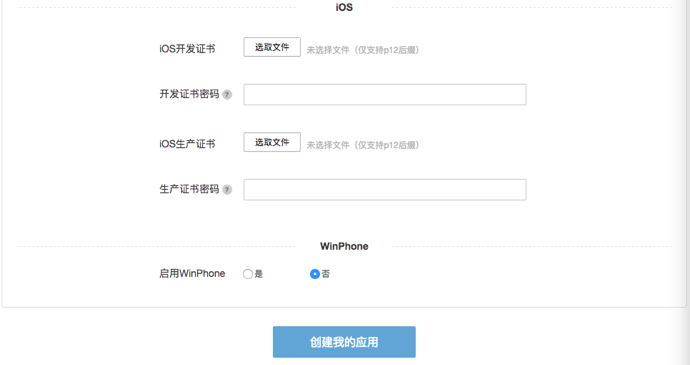 iOS
iOS开发证书 选取文件 未选择文件（仅支持p12后缀）
开发证书密码 ?
iOS生产证书 选取文件 未选择文件（仅支持p12后缀）
生产证书密码 ?
WinPhone
启用WinPhone 是 否
创建我的应用